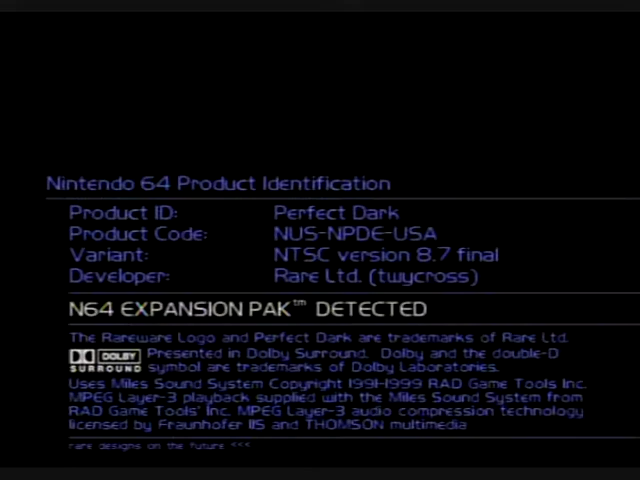 Nintendo 64 Product Identification
Product ID: Perfect Dark
Product Code: NUS-NPDE-USA
Variant: NTSC version 8.7 final
Developer: Rare Ltd. (twycross)
N64 EXPANSION PAK™ DETECTED
The Rareware Logo and Perfect Dark are trademarks of Rare Ltd.
DOLBY Presented in Dolby Surround. Dolby and the double-D
SURROUND symbol are trademarks of Dolby Laboratories.
Uses Miles Sound System Copyright 1991-1999 RAD Game Tools Inc.
MPEG Layer-3 playback supplied with the Miles Sound System from
RAD Game Tools' Inc. MPEG Layer-3 audio compression technology
licensed by Fraunhofer IIS and THOMSON multimedia
rare designs on the future <<<